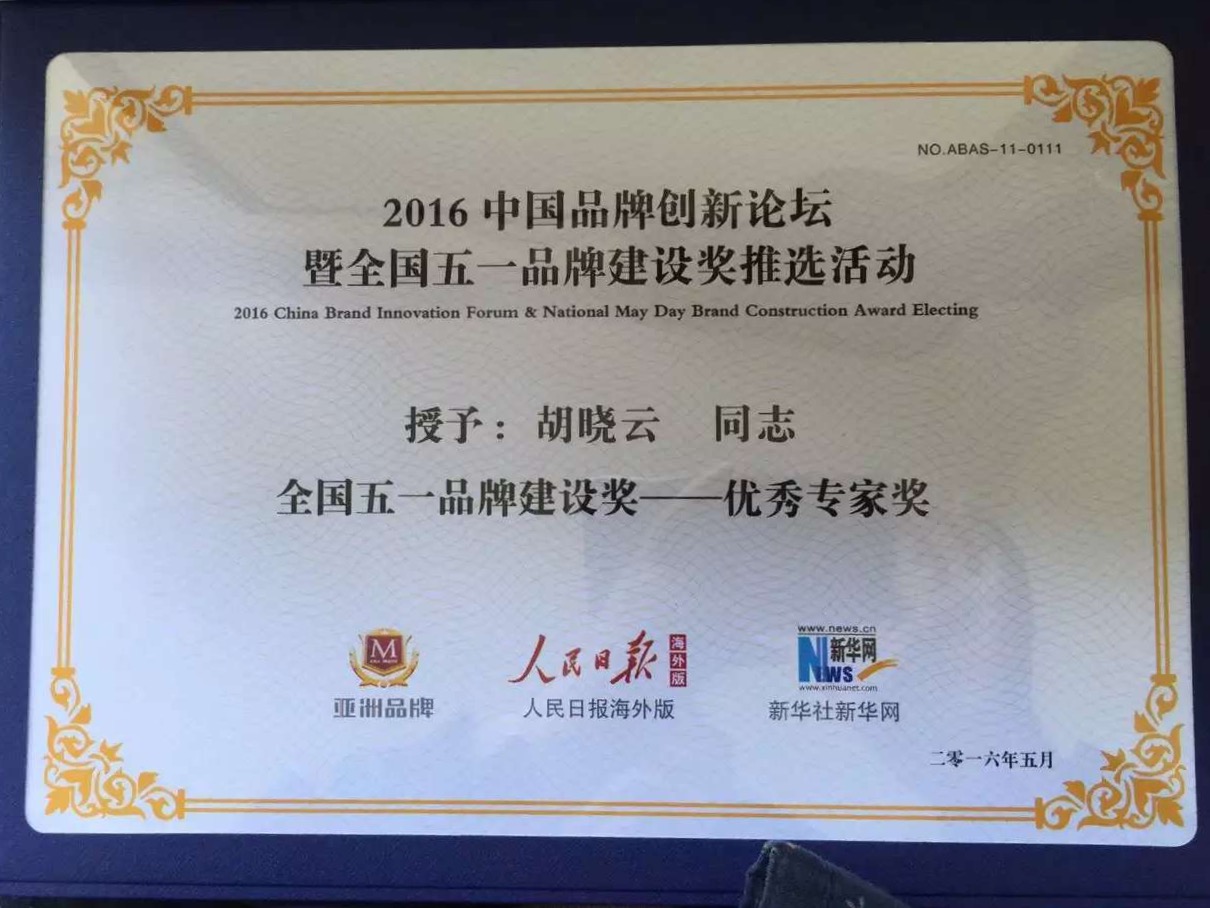 NO.ABAS-11-0111
2016 中国品牌创新论坛
暨全国五一品牌建设奖推选活动
2016 China Brand Innovation Forum & National May Day Brand Construction Award Electing
授予：胡晓云 同志
全国五一品牌建设奖——优秀专家奖
M
亚洲品牌
人民日报 海外版
人民日报海外版
www.news.cn
NEWS 新华网
www.xinhuanet.com
新华社新华网
二零一六年五月